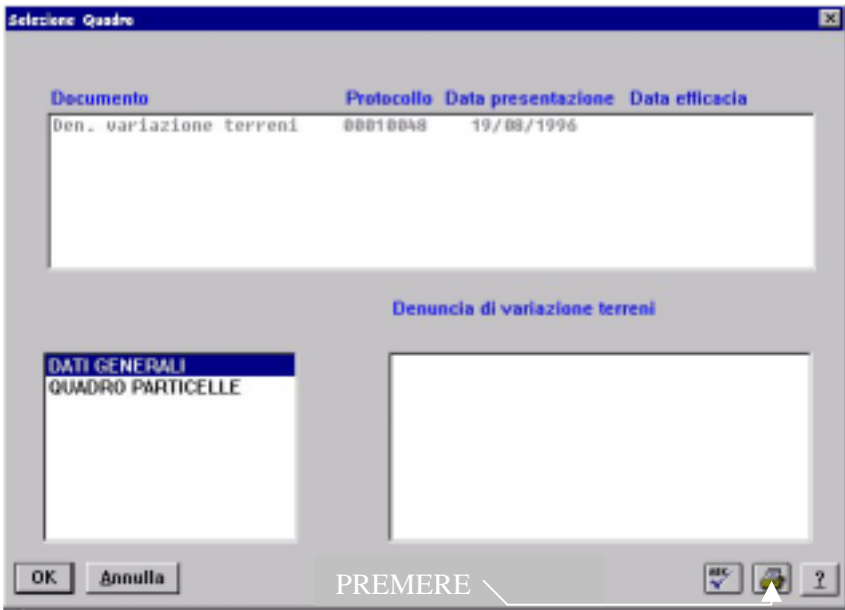 Selezione Quadro
Documento Protocollo Data presentazione Data efficacia
Den. variazione terreni 00010048 19/08/1996
Denuncia di variazione terreni
DATI GENERALI
QUADRO PARTICELLE
OK Annulla PREMERE ABC ?